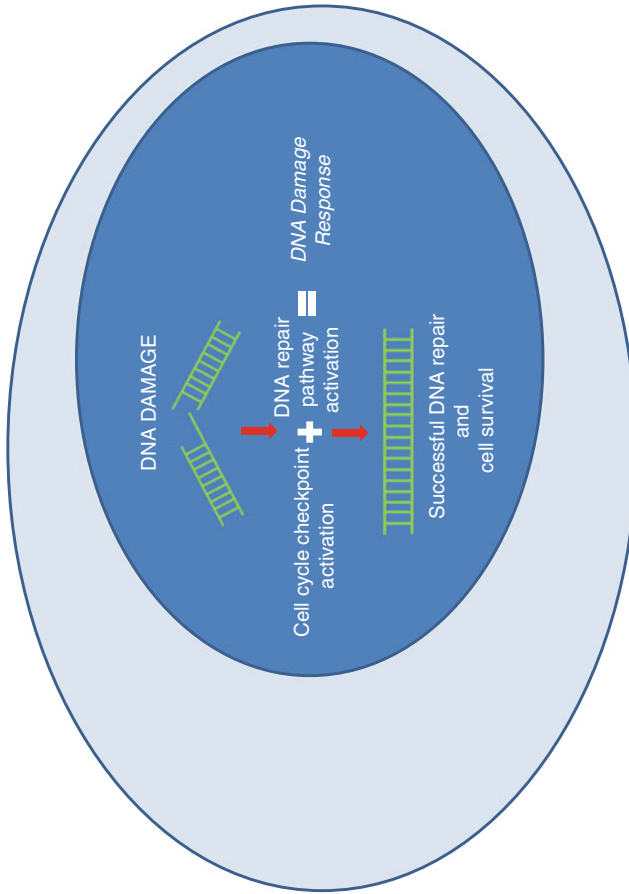 DNA DAMAGE
Cell cycle checkpoint
activation
+
DNA repair
pathway
activation
=
DNA Damage
Response
Successful DNA repair
and
cell survival